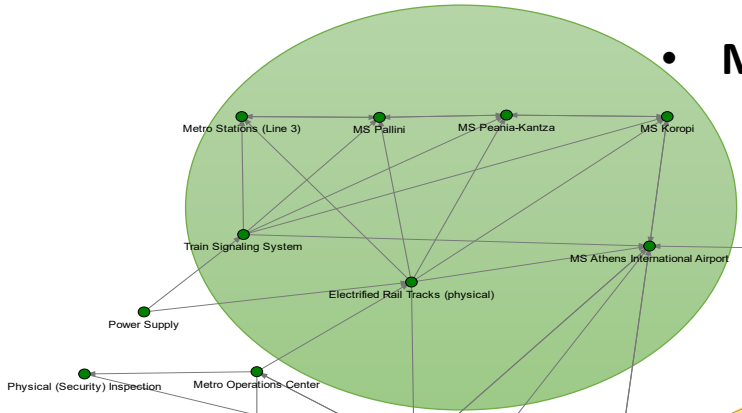 • M
Metro Stations (Line 3)
MS Pallini
MS Peania-Kantza
MS Koropi
Train Signaling System
MS Athens International Airport
Electrified Rail Tracks (physical)
Power Supply
Physical (Security) Inspection
Metro Operations Center